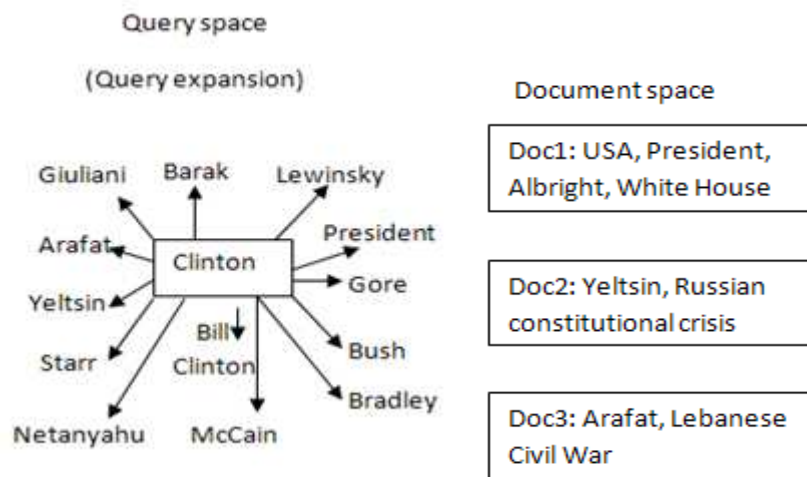 Query space
(Query expansion)
Giuliani
Barak
Lewinsky
Arafat
President
Clinton
Gore
Yeltsin
Bill
Clinton
Starr
Bush
Bradley
Netanyahu
McCain
Document space
Doc1: USA, President,
Albright, White House
Doc2: Yeltsin, Russian
constitutional crisis
Doc3: Arafat, Lebanese
Civil War